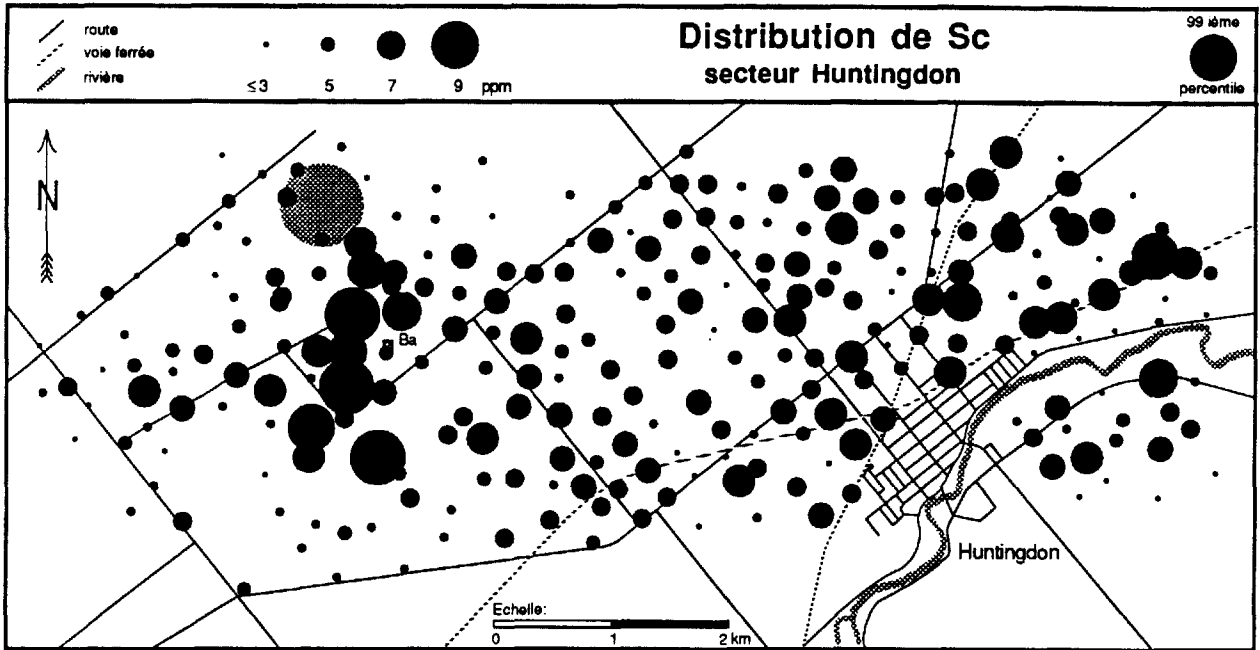 route
voie ferrée
rivière
≤3 5 7 9 ppm
Distribution de Sc
secteur Huntingdon
99 ième
percentile
N
Ba
Huntingdon
Echelle:
0 1 2 km